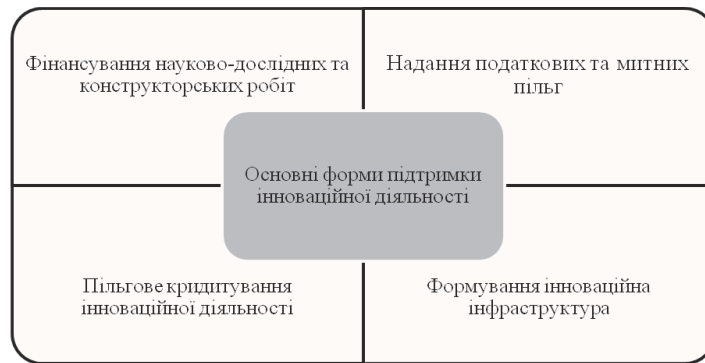 Фінансування науково-дослідних та
конструкторських робіт
Надання податкових та митних
пільг
Основні форми підтримки
інноваційної діяльності
Пільгове кридитування
інноваційної діяльності
Формування інноваційна
інфраструктура